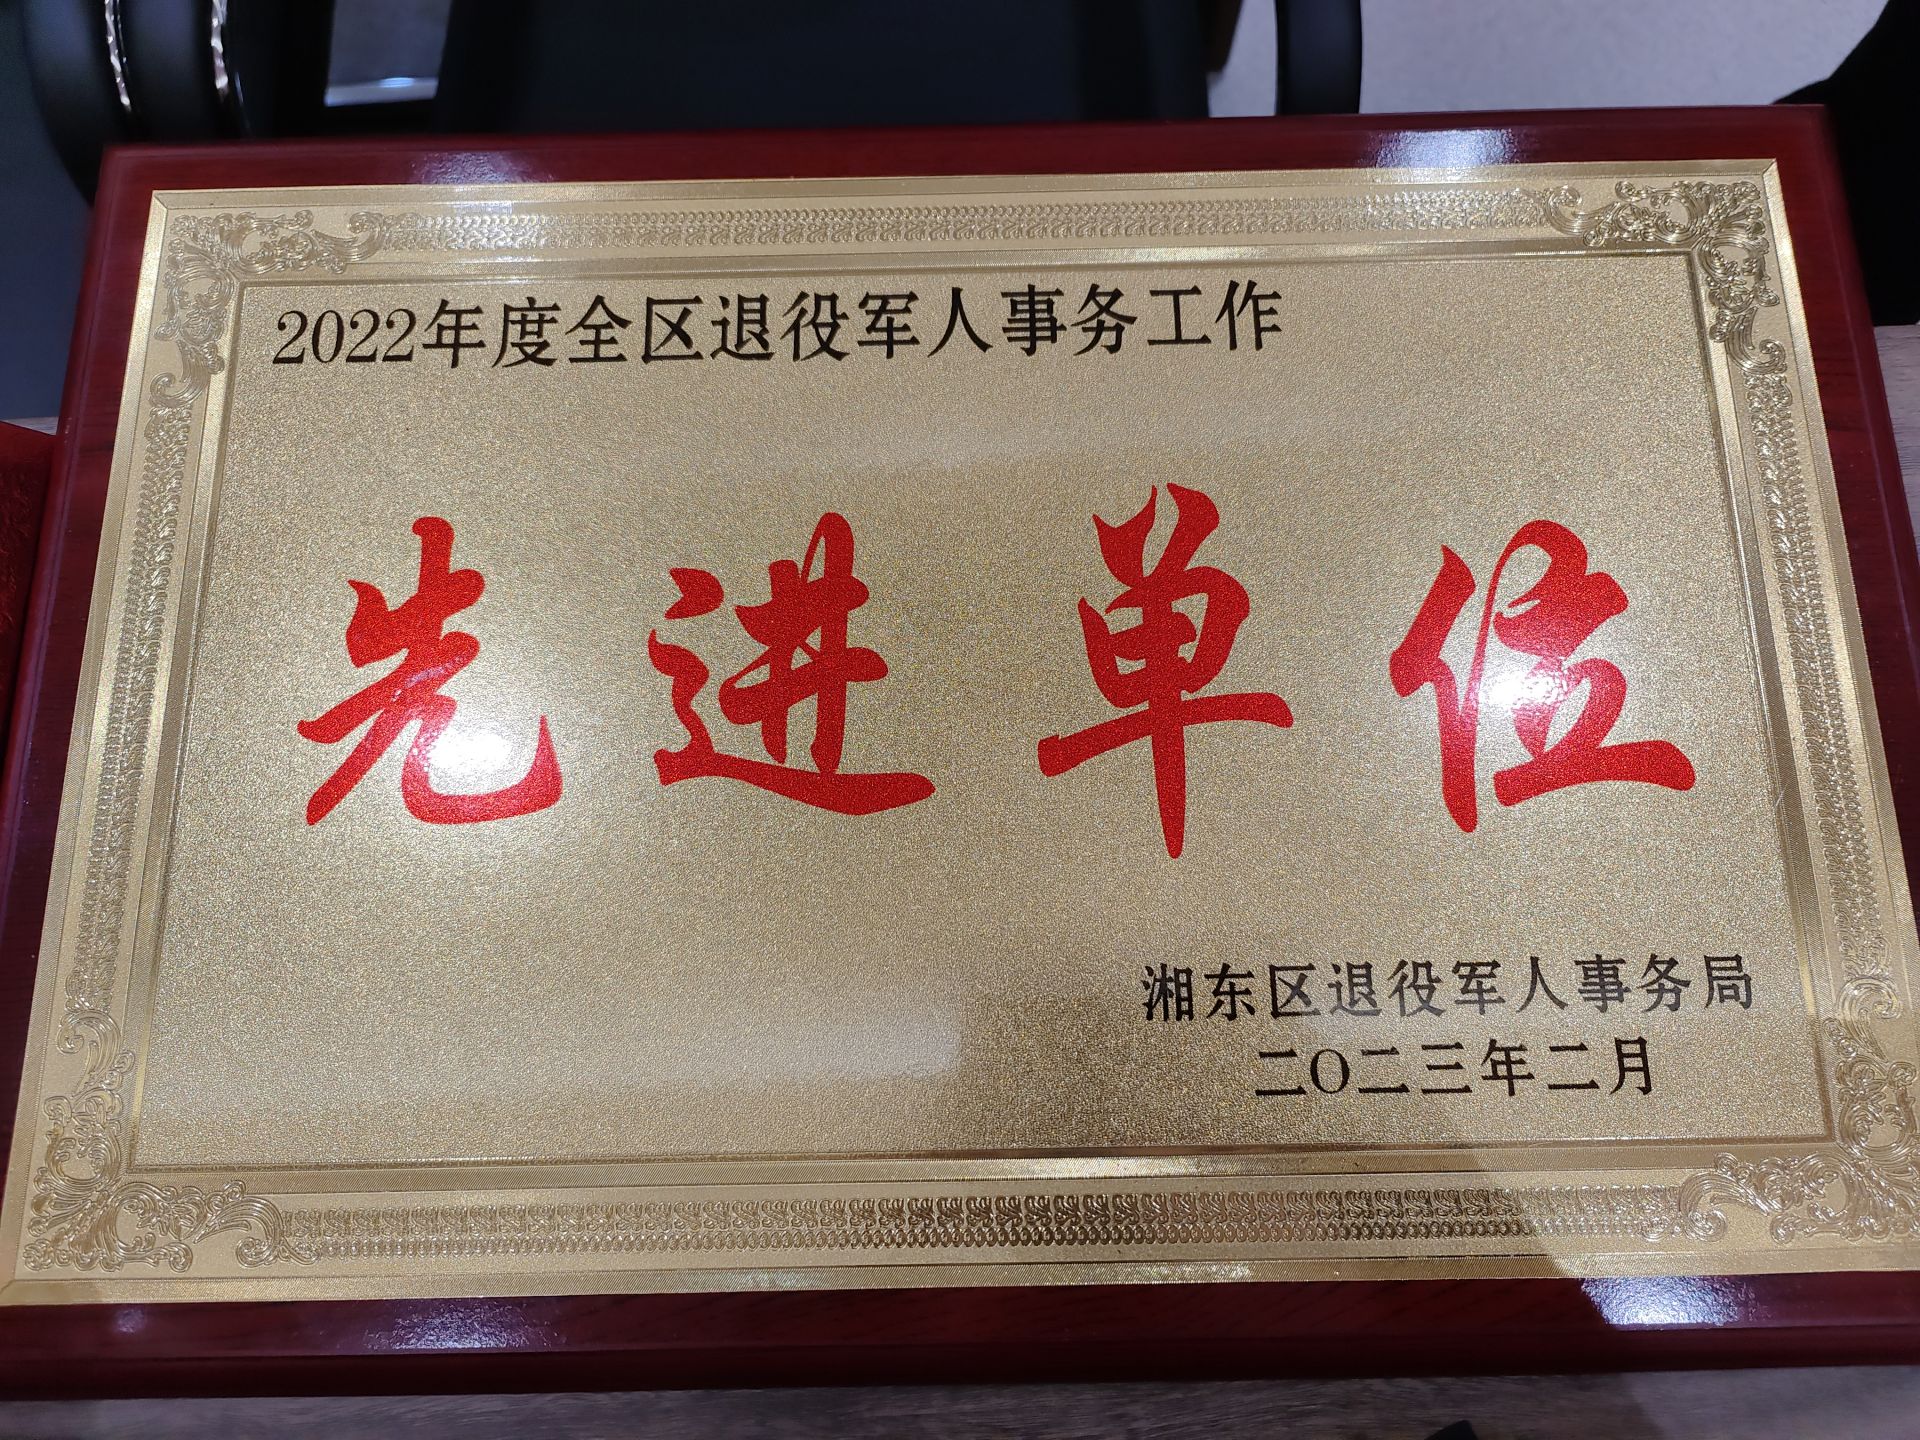 2022年度全区退役军人事务工作
先进单位
湘东区退役军人事务局
二〇二三年二月